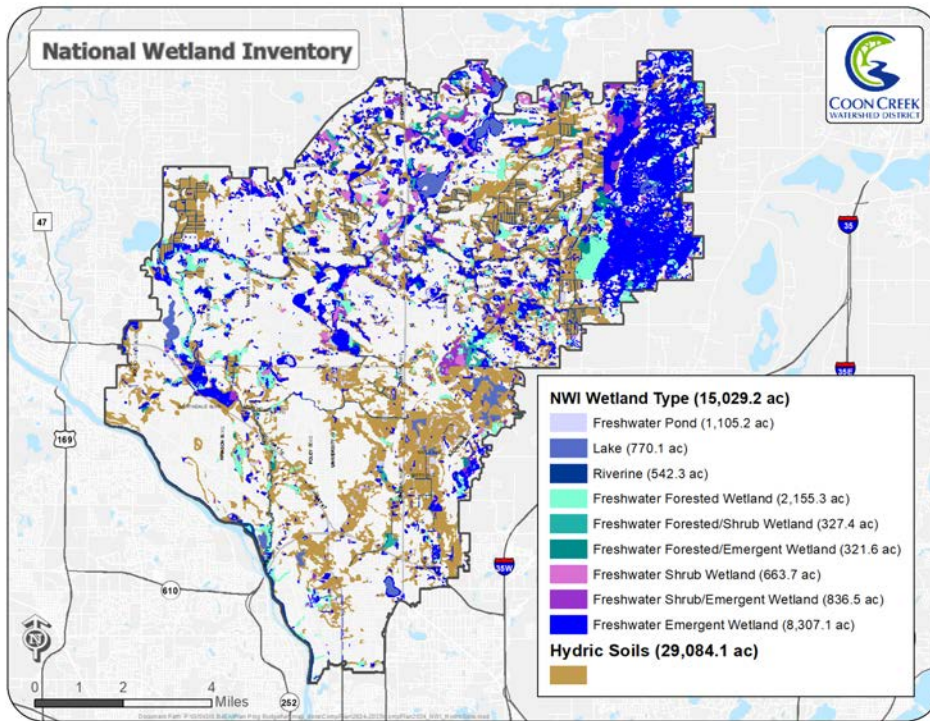 National Wetland Inventory
COON CREEK
WATERSHED DISTRICT
47
35
35E
169
NWI Wetland Type (15,029.2 ac)
Freshwater Pond (1,105.2 ac)
Lake (770.1 ac)
Riverine (542.3 ac)
Freshwater Forested Wetland (2,155.3 ac)
Freshwater Forested/Shrub Wetland (327.4 ac)
Freshwater Forested/Emergent Wetland (321.6 ac)
Freshwater Shrub Wetland (663.7 ac)
Freshwater Shrub/Emergent Wetland (836.5 ac)
Freshwater Emergent Wetland (8,307.1 ac)
Hydric Soils (29,084.1 ac)
35W
610
N
0 1 2 4
Miles
252